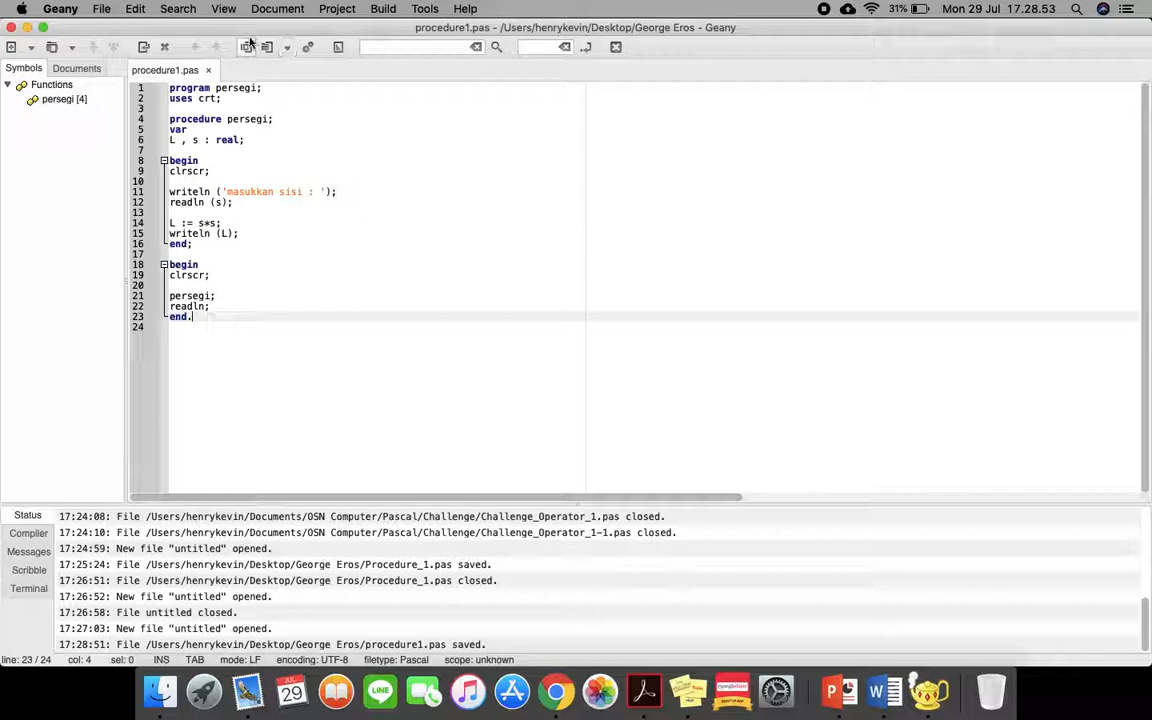 Geany File Edit Search View Document Project Build Tools Help 31% Mon 29 Jul 17.28.53
procedure1.pas - /Users/henrykevin/Desktop/George Eros - Geany
Symbols Documents procedure1.pas ×
Functions
persegi [4]
1 program persegi;
2 uses crt;
3
4 procedure persegi;
5 var
6 L , s : real;
7
8 begin
9 clrscr;
10
11 writeln ('masukkan sisi : ');
12 readln (s);
13
14 L := s*s;
15 writeln (L);
16 end;
17
18 begin
19 clrscr;
20
21 persegi;
22 readln;
23 end.
24
Status
Compiler
Messages
Scribble
Terminal
17:24:08: File /Users/henrykevin/Documents/OSN Computer/Pascal/Challenge/Challenge_Operator_1.pas closed.
17:24:10: File /Users/henrykevin/Documents/OSN Computer/Pascal/Challenge/Challenge_Operator_1-1.pas closed.
17:24:59: New file "untitled" opened.
17:25:24: File /Users/henrykevin/Desktop/George Eros/Procedure_1.pas saved.
17:26:51: File /Users/henrykevin/Desktop/George Eros/Procedure_1.pas closed.
17:26:52: New file "untitled" opened.
17:26:58: File untitled closed.
17:27:03: New file "untitled" opened.
17:28:51: File /Users/henrykevin/Desktop/George Eros/procedure1.pas saved.
line: 23 / 24 col: 4 sel: 0 INS TAB mode: LF encoding: UTF-8 filetype: Pascal scope: unknown
JUL
29
LINE
P
W